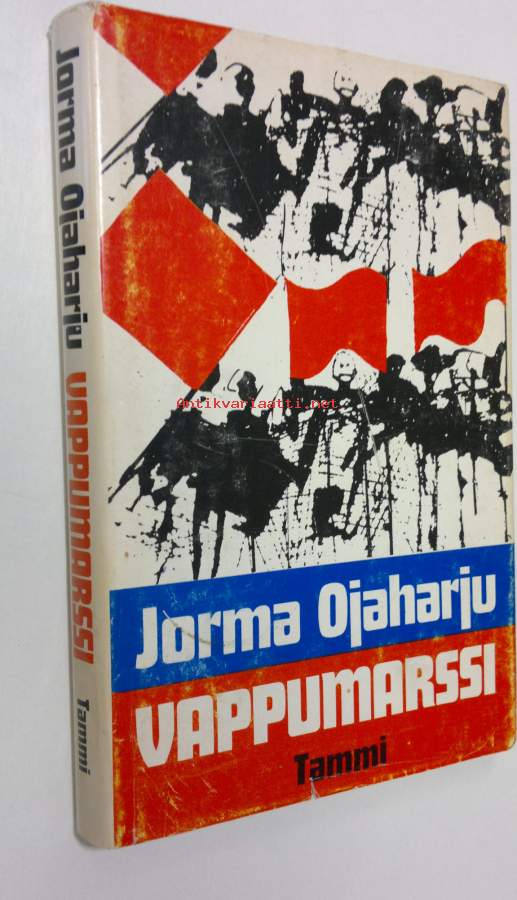 Jorma Ojaharju VAPPUMARSSI Tammi
Antikvariaatti.net
Jorma Ojaharju
VAPPUMARSSI
Tammi